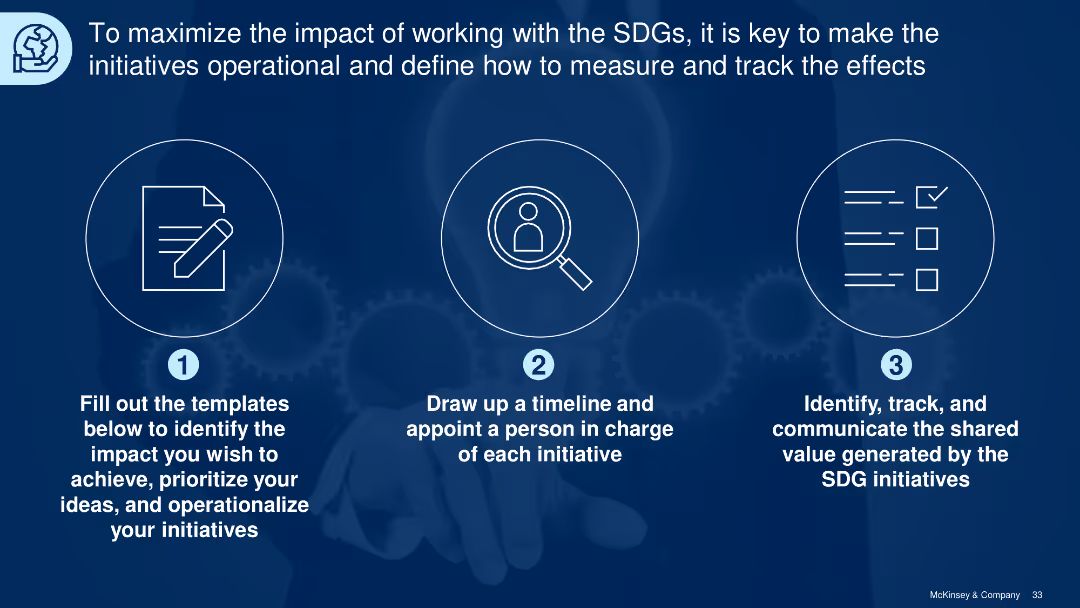 To maximize the impact of working with the SDGs, it is key to make the
initiatives operational and define how to measure and track the effects
1
Fill out the templates
below to identify the
impact you wish to
achieve, prioritize your
ideas, and operationalize
your initiatives
2
Draw up a timeline and
appoint a person in charge
of each initiative
3
Identify, track, and
communicate the shared
value generated by the
SDG initiatives
McKinsey & Company 33